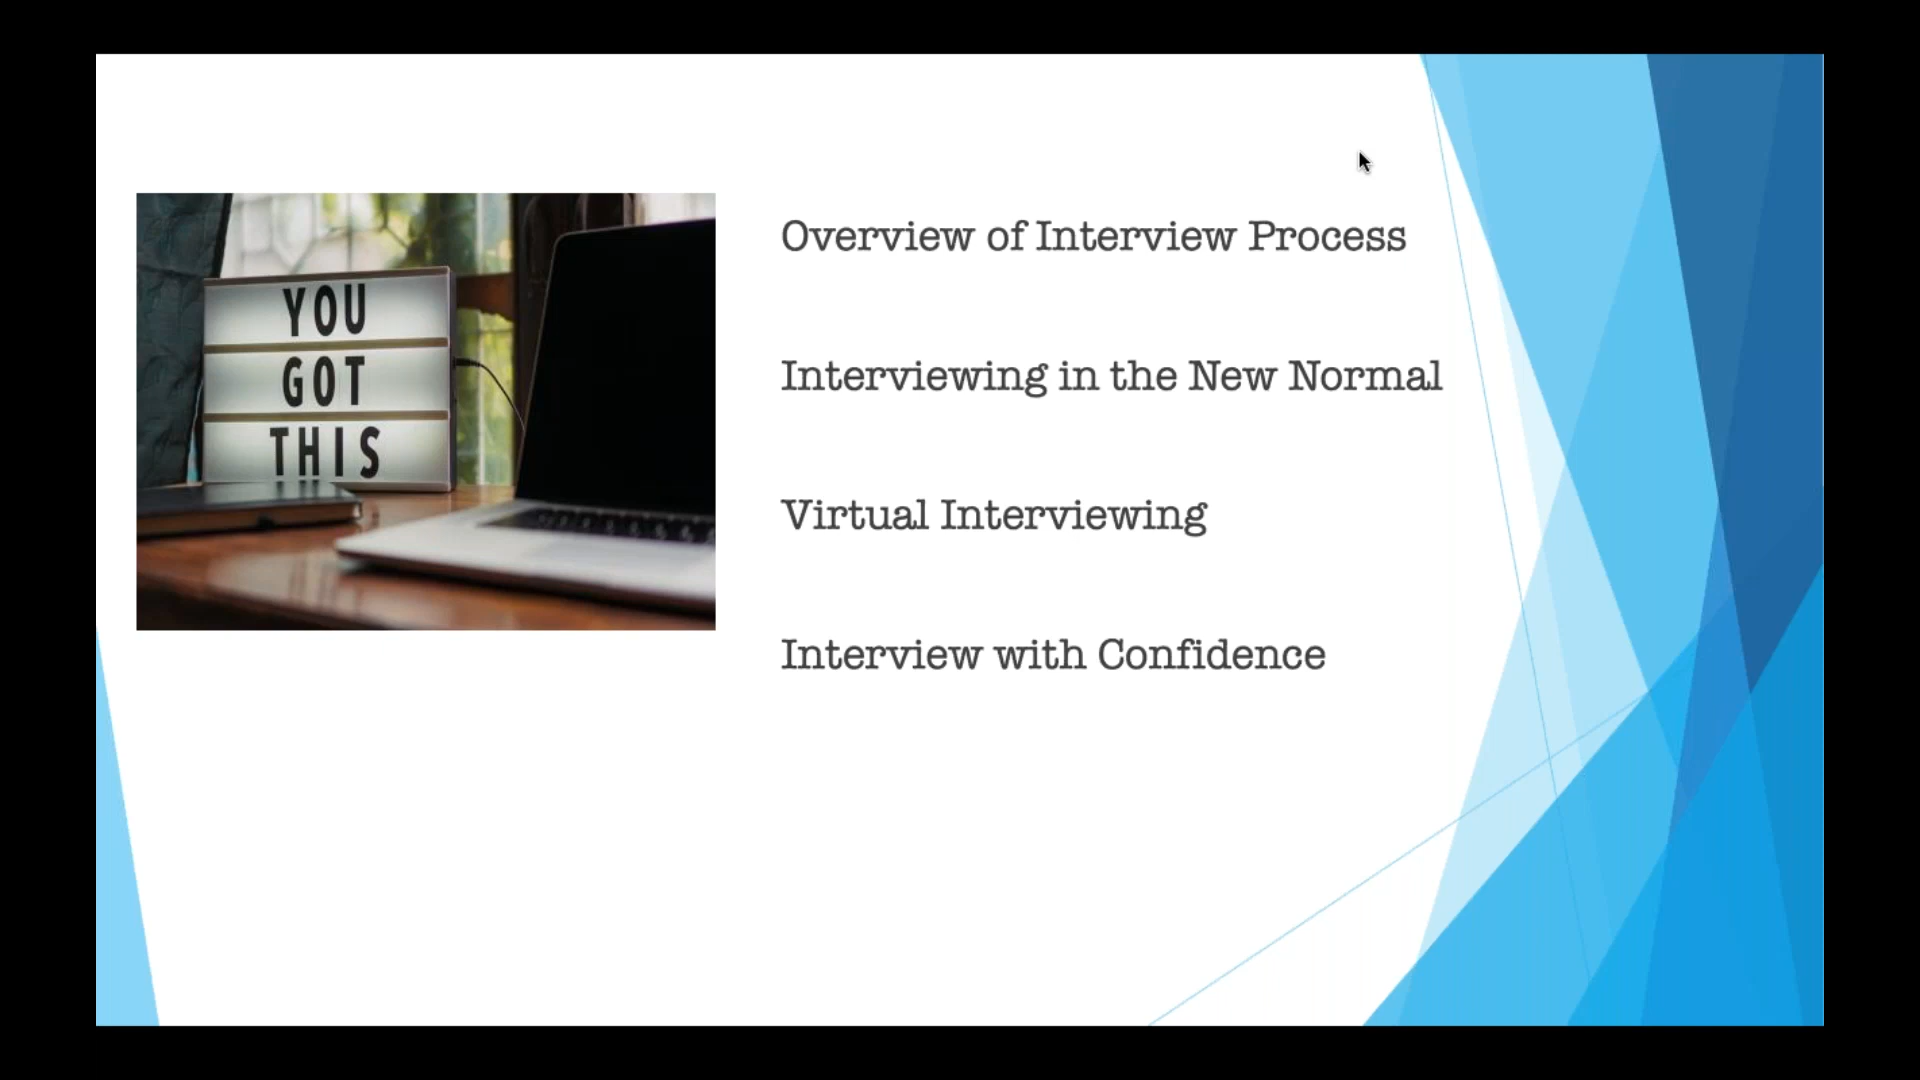 YOU
GOT
THIS
Overview of Interview Process
Interviewing in the New Normal
Virtual Interviewing
Interview with Confidence